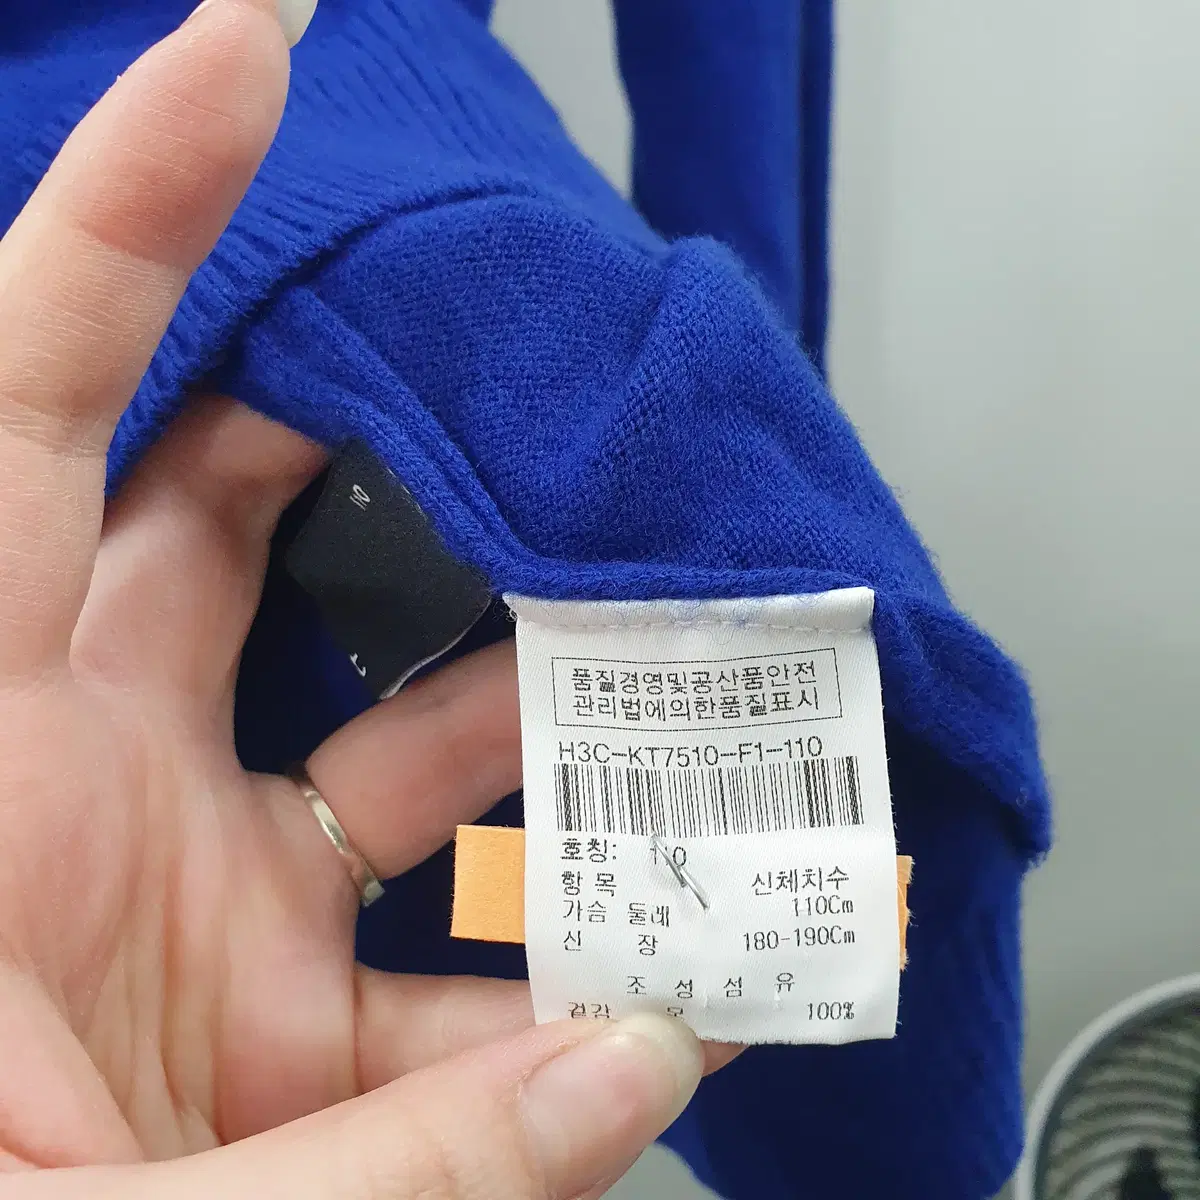 110
품질경영및공산품안전
관리법에의한품질표시
H3C-KT7510-F1-110
호칭: 110
항 목 신체치수
가슴 둘레 110Cm
신 장 180-190Cm
조 성 섬 유
겉감 모 100%